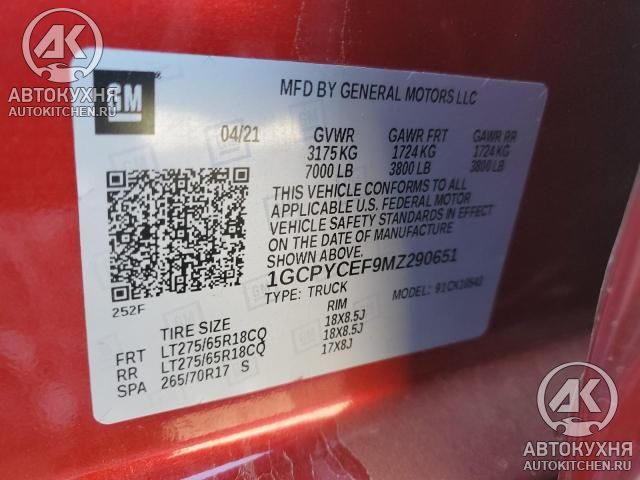 AK
АВТОКУХНЯ
AUTOKITCHEN.RU
GM
MFD BY GENERAL MOTORS LLC
04/21 GVWR GAWR FRT GAWR RR
3175 KG 1724 KG 1724 KG
7000 LB 3800 LB 3800 LB
THIS VEHICLE CONFORMS TO ALL
APPLICABLE U.S. FEDERAL MOTOR
VEHICLE SAFETY STANDARDS IN EFFECT
ON THE DATE OF MANUFACTURE SHOWN ABOVE.
1GCPYCEF9MZ290651
TYPE: TRUCK MODEL:
252F
TIRE SIZE RIM
FRT LT275/65R18CQ 18X8.5J
RR LT275/65R18CQ 18X8.5J
SPA 265/70R17 S 17X8J
AK
АВТОКУХНЯ
AUTOKITCHEN.RU